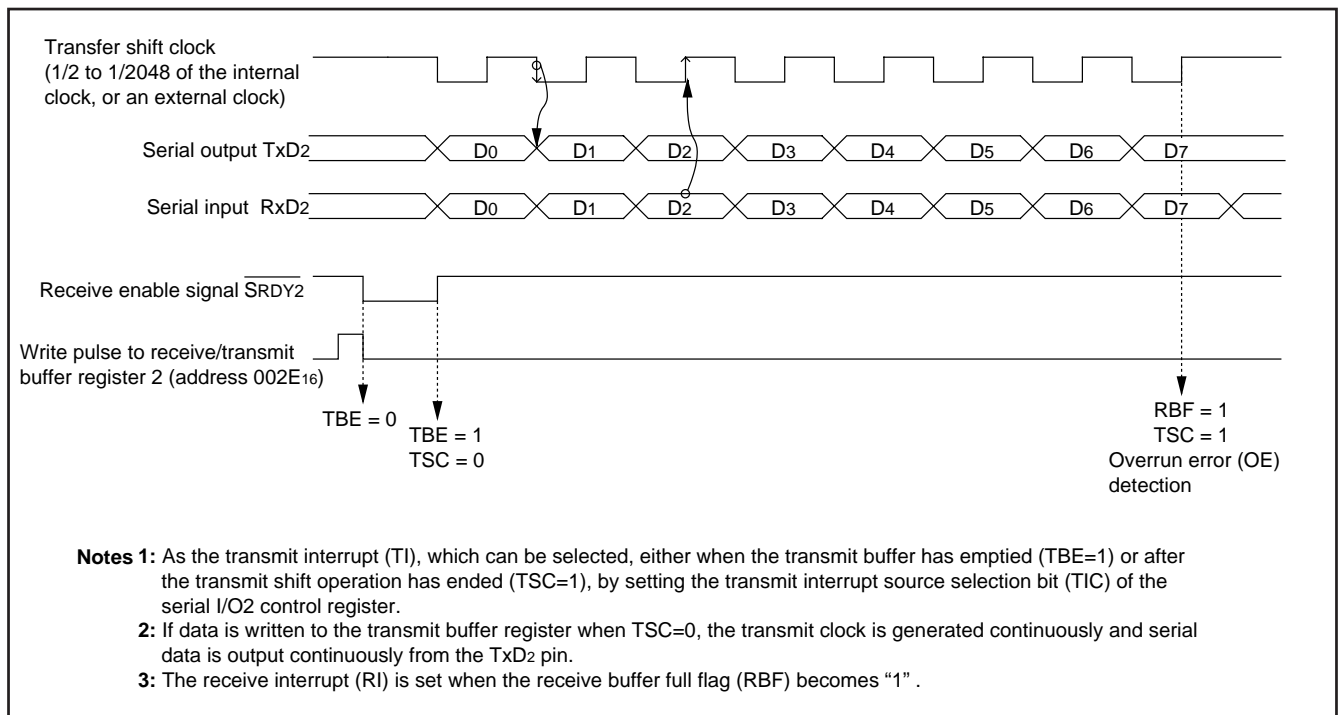 Transfer shift clock
(1/2 to 1/2048 of the internal
clock, or an external clock)
Serial output TxD2
D0 D1 D2 D3 D4 D5 D6 D7
Serial input RxD2
D0 D1 D2 D3 D4 D5 D6 D7
Receive enable signal SRDY2
Write pulse to receive/transmit
buffer register 2 (address 002E16)
TBE = 0
TBE = 1
TSC = 0
RBF = 1
TSC = 1
Overrun error (OE)
detection
Notes 1: As the transmit interrupt (TI), which can be selected, either when the transmit buffer has emptied (TBE=1) or after
the transmit shift operation has ended (TSC=1), by setting the transmit interrupt source selection bit (TIC) of the
serial I/O2 control register.
2: If data is written to the transmit buffer register when TSC=0, the transmit clock is generated continuously and serial
data is output continuously from the TxD2 pin.
3: The receive interrupt (RI) is set when the receive buffer full flag (RBF) becomes “1” .